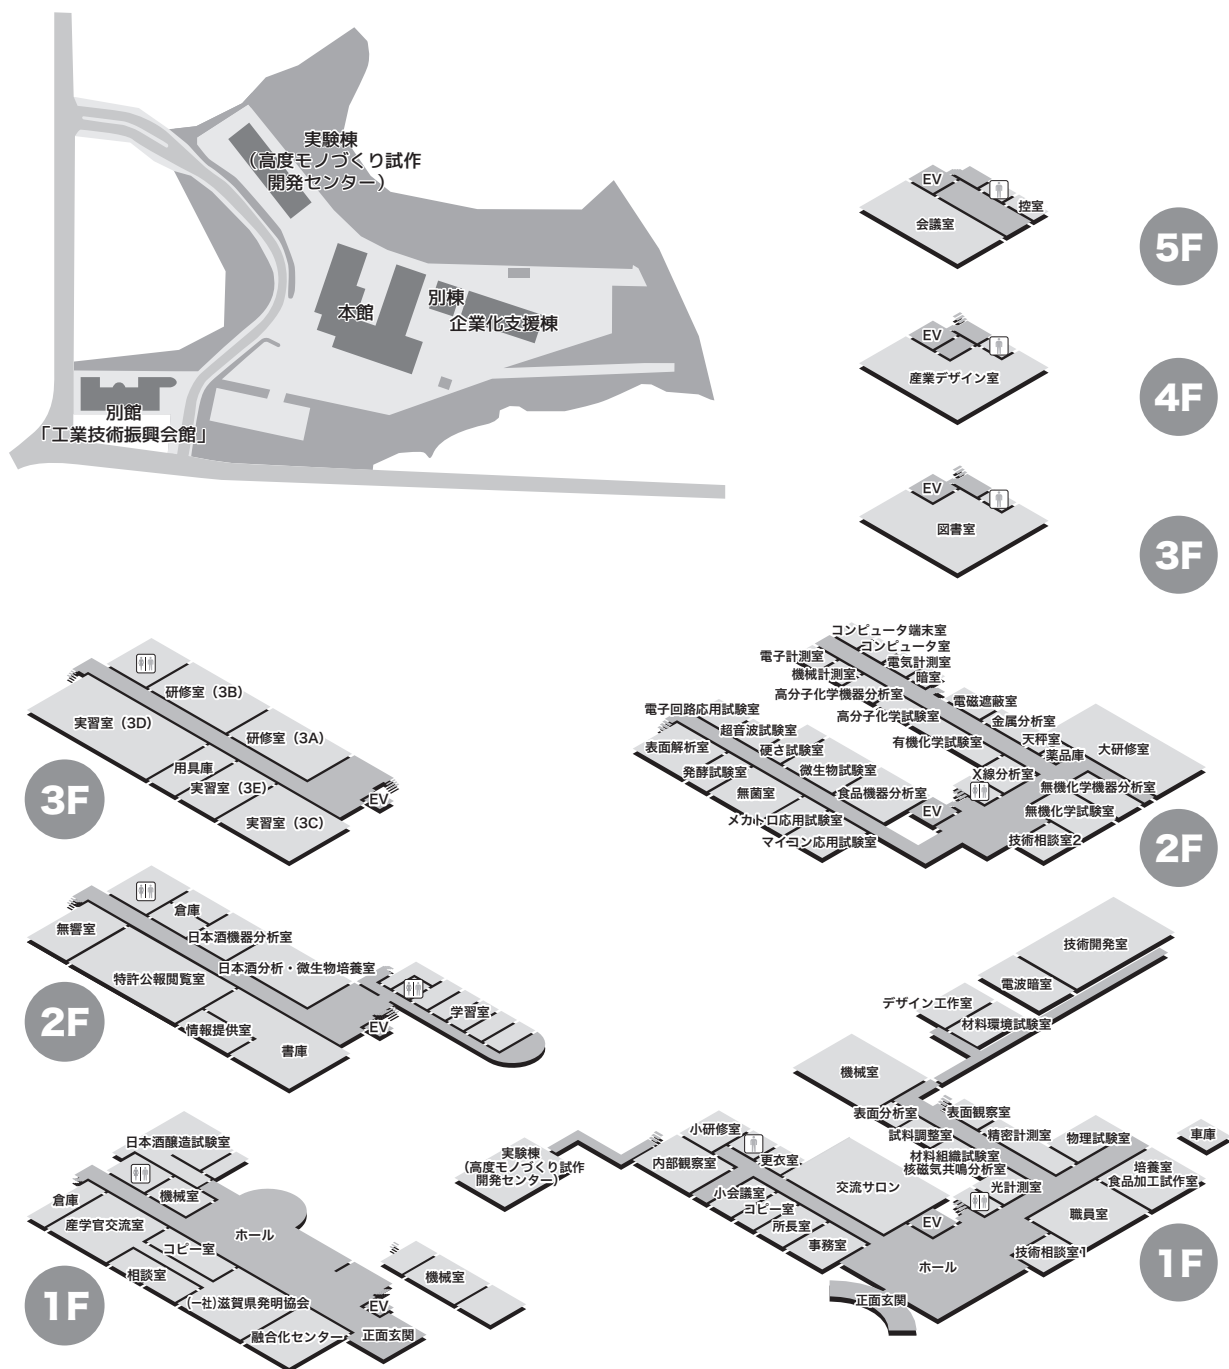 実験棟
（高度モノづくり試作
開発センター）
本館
別棟
企業化支援棟
別館
「工業技術振興会館」
EV
控室
会議室
5F
EV
産業デザイン室
4F
EV
図書室
3F
研修室（3B）
実習室（3D）
研修室（3A）
用具庫
実習室（3E）
EV
実習室（3C）
3F
コンピュータ端末室
コンピュータ室
電子計測室
電気計測室
機械計測室
暗室
高分子化学機器分析室
電磁遮蔽室
電子回路応用試験室
高分子化学試験室
金属分析室
超音波試験室
有機化学試験室
天秤室
表面解析室
硬さ試験室
薬品庫
大研修室
発酵試験室
微生物試験室
X線分析室
無菌室
食品機器分析室
無機化学機器分析室
EV
無機化学試験室
メカトロ応用試験室
マイコン応用試験室
技術相談室2
2F
倉庫
無響室
日本酒機器分析室
日本酒分析・微生物培養室
特許公報閲覧室
学習室
情報提供室
EV
書庫
2F
技術開発室
電波暗室
デザイン工作室
材料環境試験室
機械室
表面分析室
表面観察室
小研修室
試料調整室
精密計測室
物理試験室
車庫
実験棟
（高度モノづくり試作
開発センター）
内部観察室
更衣室
材料組織試験室
核磁気共鳴分析室
培養室
食品加工試作室
小会議室
交流サロン
光計測室
コピー室
所長室
EV
職員室
事務室
技術相談室1
ホール
正面玄関
1F
日本酒醸造試験室
機械室
倉庫
産学官交流室
ホール
コピー室
相談室
機械室
（一社）滋賀県発明協会
EV
融合化センター
正面玄関
1F